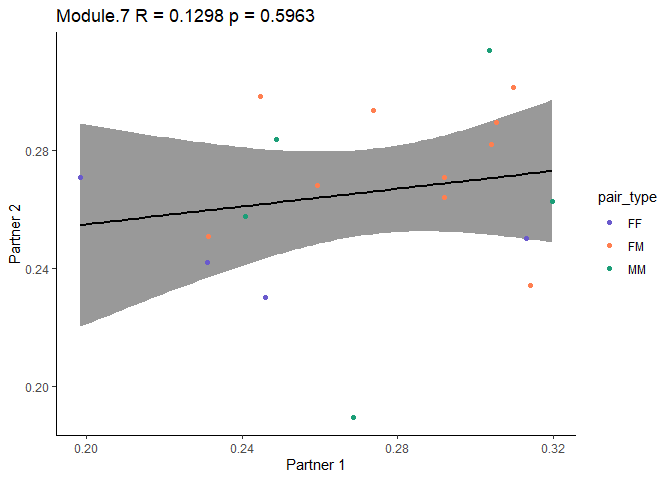 Module.7 R = 0.1298 p = 0.5963
Partner 2
0.28
0.24
0.20
0.20
0.24
0.28
0.32
Partner 1
pair_type
FF
FM
MM